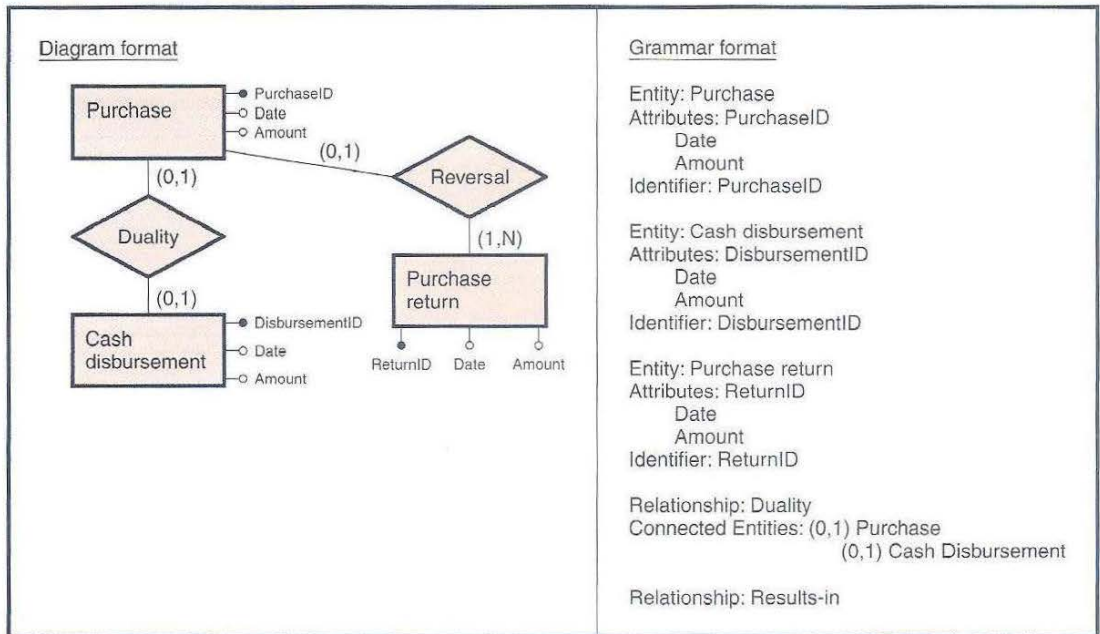 Diagram format
Purchase
PurchaseID
Date
Amount
(0,1)
(0,1)
Reversal
Duality
(1,N)
(0,1)
Purchase
return
Cash
disbursement
DisbursementID
Date
Amount
ReturnID Date Amount
Grammar format
Entity: Purchase
Attributes: PurchaseID
Date
Amount
Identifier: PurchaseID
Entity: Cash disbursement
Attributes: DisbursementID
Date
Amount
Identifier: DisbursementID
Entity: Purchase return
Attributes: ReturnID
Date
Amount
Identifier: ReturnID
Relationship: Duality
Connected Entities: (0,1) Purchase
(0,1) Cash Disbursement
Relationship: Results-in